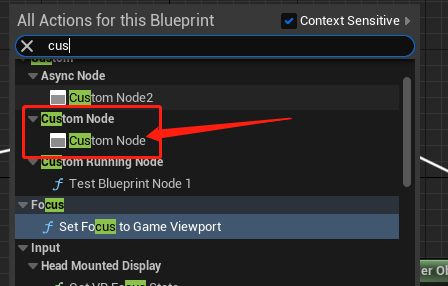 All Actions for this Blueprint
Context Sensitive
cus
Custom
Async Node
Custom Node2
Custom Node
Custom Node
Custom Running Node
f Test Blueprint Node 1
Focus
f Set Focus to Game Viewport
Input
Head Mounted Display
er Ob